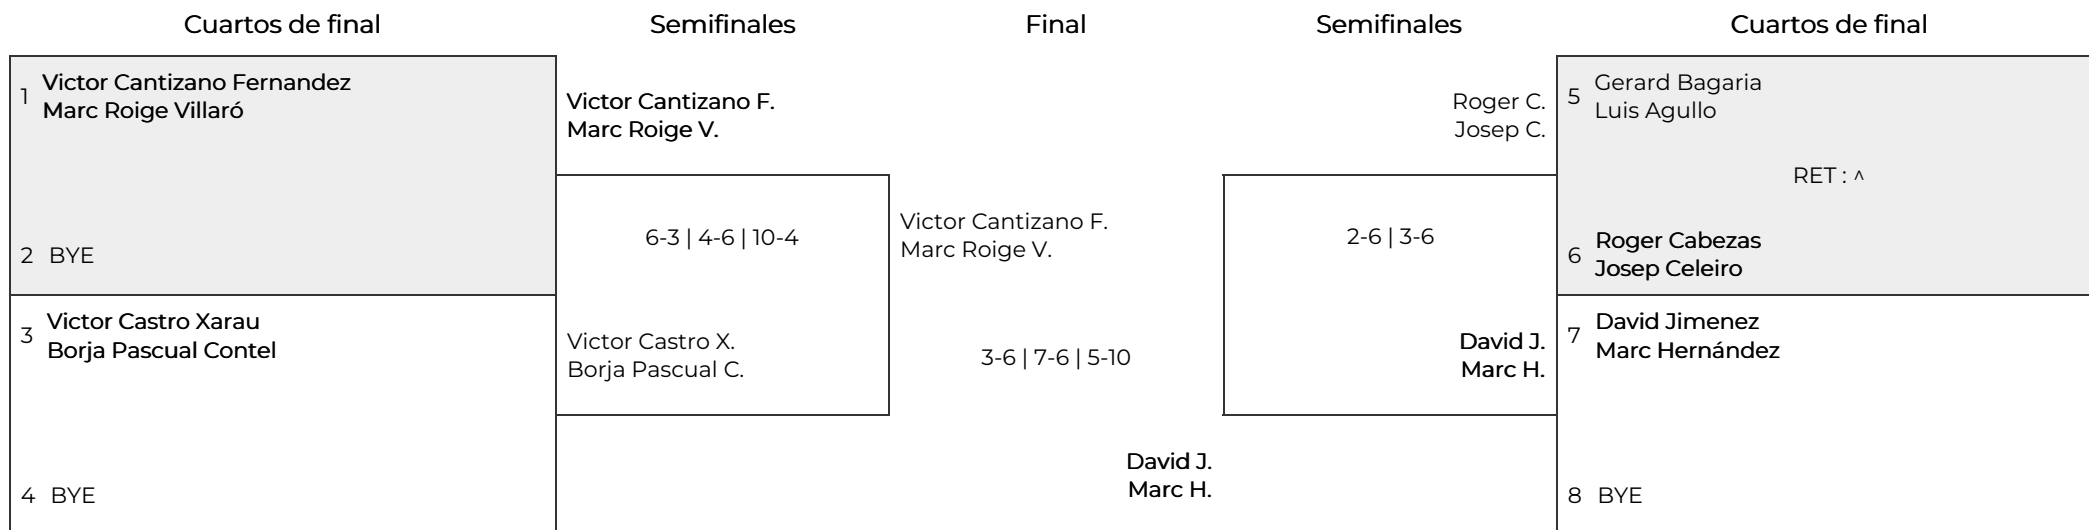 Cuartos de final
Semifinales
Final
Semifinales
Cuartos de final
1
Victor Cantizano Fernandez
Marc Roige Villaró
2 BYE
3
Victor Castro Xarau
Borja Pascual Contel
4 BYE
Victor Cantizano F.
Marc Roige V.
6-3 | 4-6 | 10-4
Victor Castro X.
Borja Pascual C.
Victor Cantizano F.
Marc Roige V.
3-6 | 7-6 | 5-10
David J.
Marc H.
Roger C.
Josep C.
2-6 | 3-6
David J.
Marc H.
5
Gerard Bagaria
Luis Agullo
RET : ^
6
Roger Cabezas
Josep Celeiro
7
David Jimenez
Marc Hernández
8 BYE